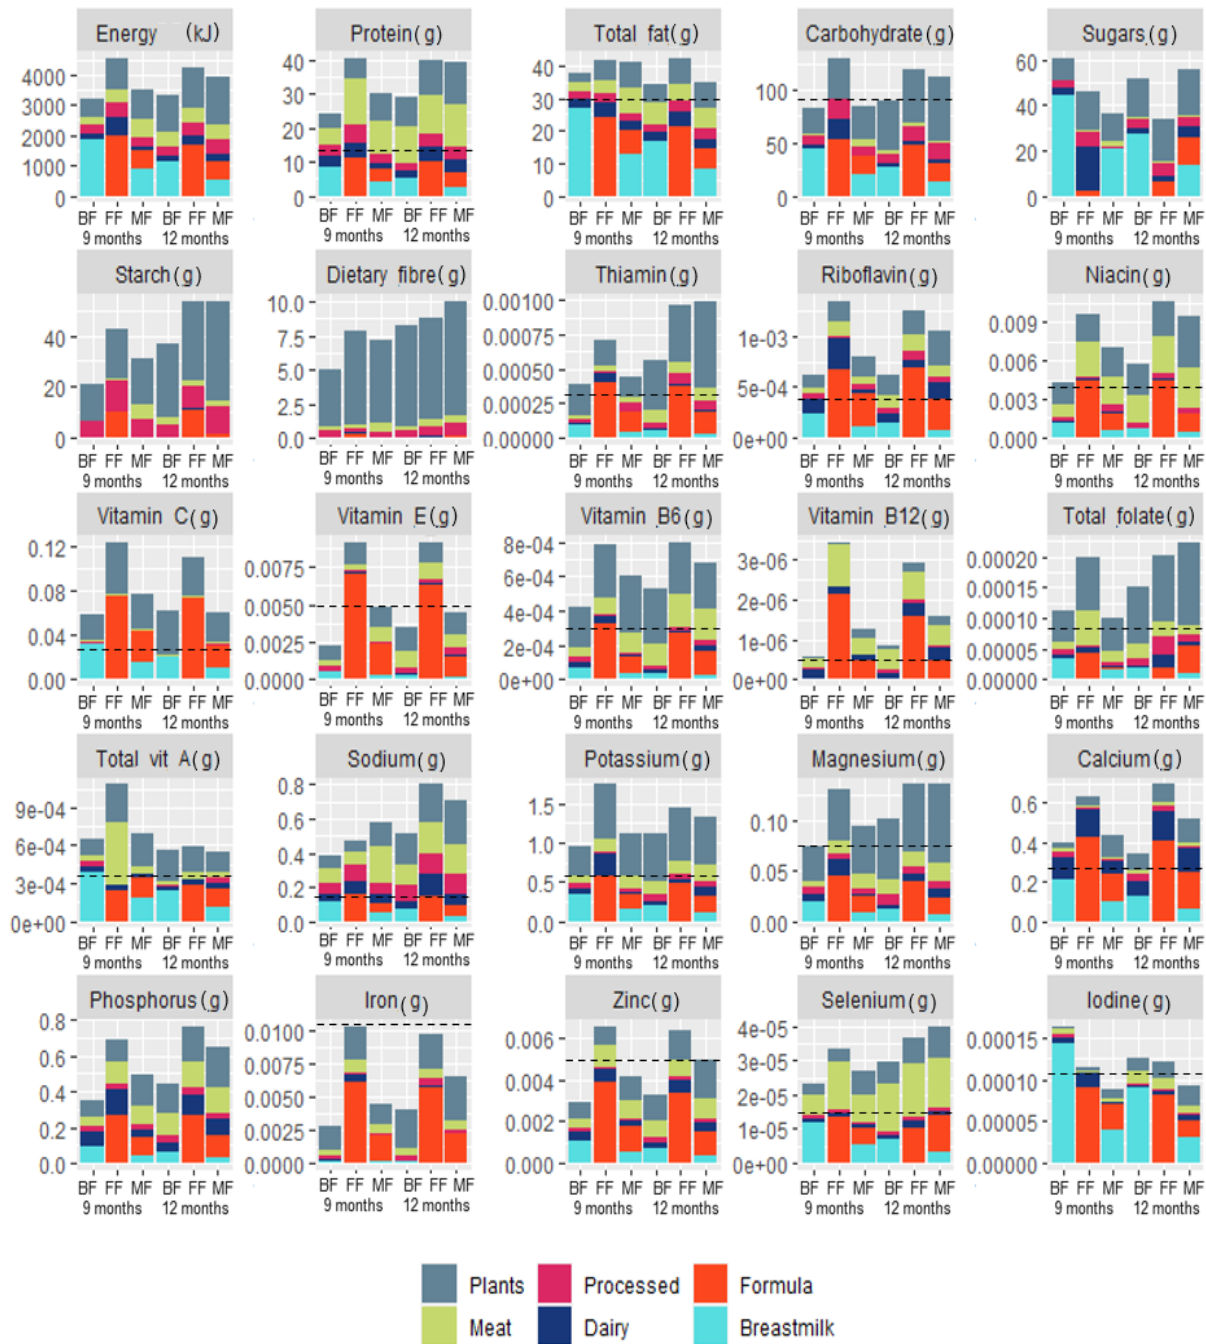 Energy (kJ) Protein(g) Total fat(g) Carbohydrate(g) Sugars(g)
4000 3000 2000 1000 0
40 30 20 10 0
40 30 20 10 0
100 50 0
60 40 20 0
BF FF MF BF FF MF BF FF MF BF FF MF BF FF MF BF FF MF BF FF MF BF FF MF BF FF MF BF FF MF
9 months 12 months 9 months 12 months 9 months 12 months 9 months 12 months 9 months 12 months
Starch(g) Dietary fibre(g) Thiamin(g) Riboflavin(g) Niacin(g)
40 20 0
10.0 7.5 5.0 2.5 0.0
0.00100 0.00075 0.00050 0.00025 0.00000
1e-03 5e-04 0e+00
0.009 0.006 0.003 0.000
BF FF MF BF FF MF BF FF MF BF FF MF BF FF MF BF FF MF BF FF MF BF FF MF BF FF MF BF FF MF
9 months 12 months 9 months 12 months 9 months 12 months 9 months 12 months 9 months 12 months
Vitamin C(g) Vitamin E(g) Vitamin B6(g) Vitamin B12(g) Total folate(g)
0.12 0.08 0.04 0.00
0.0075 0.0050 0.0025 0.0000
8e-04 6e-04 4e-04 2e-04 0e+00
3e-06 2e-06 1e-06 0e+00
0.00020 0.00015 0.00010 0.00005 0.00000
BF FF MF BF FF MF BF FF MF BF FF MF BF FF MF BF FF MF BF FF MF BF FF MF BF FF MF BF FF MF
9 months 12 months 9 months 12 months 9 months 12 months 9 months 12 months 9 months 12 months
Total vit A(g) Sodium(g) Potassium(g) Magnesium(g) Calcium(g)
9e-04 6e-04 3e-04 0e+00
0.8 0.6 0.4 0.2 0.0
1.5 1.0 0.5 0.0
0.10 0.05 0.00
0.6 0.4 0.2 0.0
BF FF MF BF FF MF BF FF MF BF FF MF BF FF MF BF FF MF BF FF MF BF FF MF BF FF MF BF FF MF
9 months 12 months 9 months 12 months 9 months 12 months 9 months 12 months 9 months 12 months
Phosphorus(g) Iron(g) Zinc(g) Selenium(g) Iodine(g)
0.8 0.6 0.4 0.2 0.0
0.0100 0.0075 0.0050 0.0025 0.0000
0.006 0.004 0.002 0.000
4e-05 3e-05 2e-05 1e-05 0e+00
0.00015 0.00010 0.00005 0.00000
BF FF MF BF FF MF BF FF MF BF FF MF BF FF MF BF FF MF BF FF MF BF FF MF BF FF MF BF FF MF
9 months 12 months 9 months 12 months 9 months 12 months 9 months 12 months 9 months 12 months
Plants Processed Formula
Meat Dairy Breastmilk